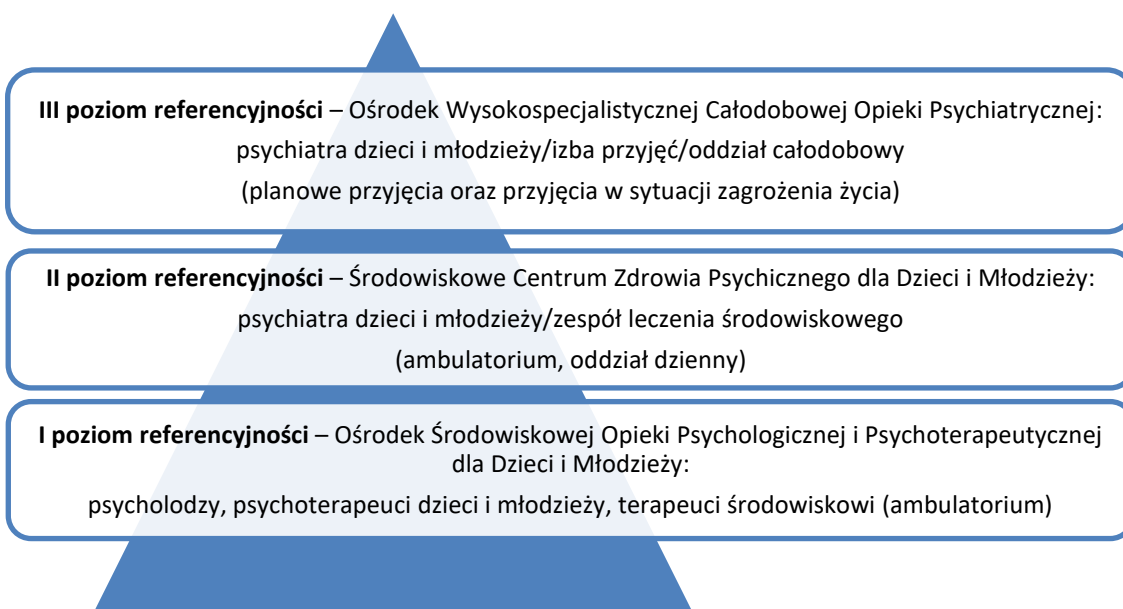 III poziom referencyjności – Ośrodek Wysokospecjalistycznej Całodobowej Opieki Psychiatrycznej:
psychiatra dzieci i młodzieży/izba przyjęć/oddział całodobowy
(planowe przyjęcia oraz przyjęcia w sytuacji zagrożenia życia)
II poziom referencyjności – Środowiskowe Centrum Zdrowia Psychicznego dla Dzieci i Młodzieży:
psychiatra dzieci i młodzieży/zespół leczenia środowiskowego
(ambulatorium, oddział dzienny)
I poziom referencyjności – Ośrodek Środowiskowej Opieki Psychologicznej i Psychoterapeutycznej
dla Dzieci i Młodzieży:
psycholodzy, psychoterapeuci dzieci i młodzieży, terapeuci środowiskowi (ambulatorium)